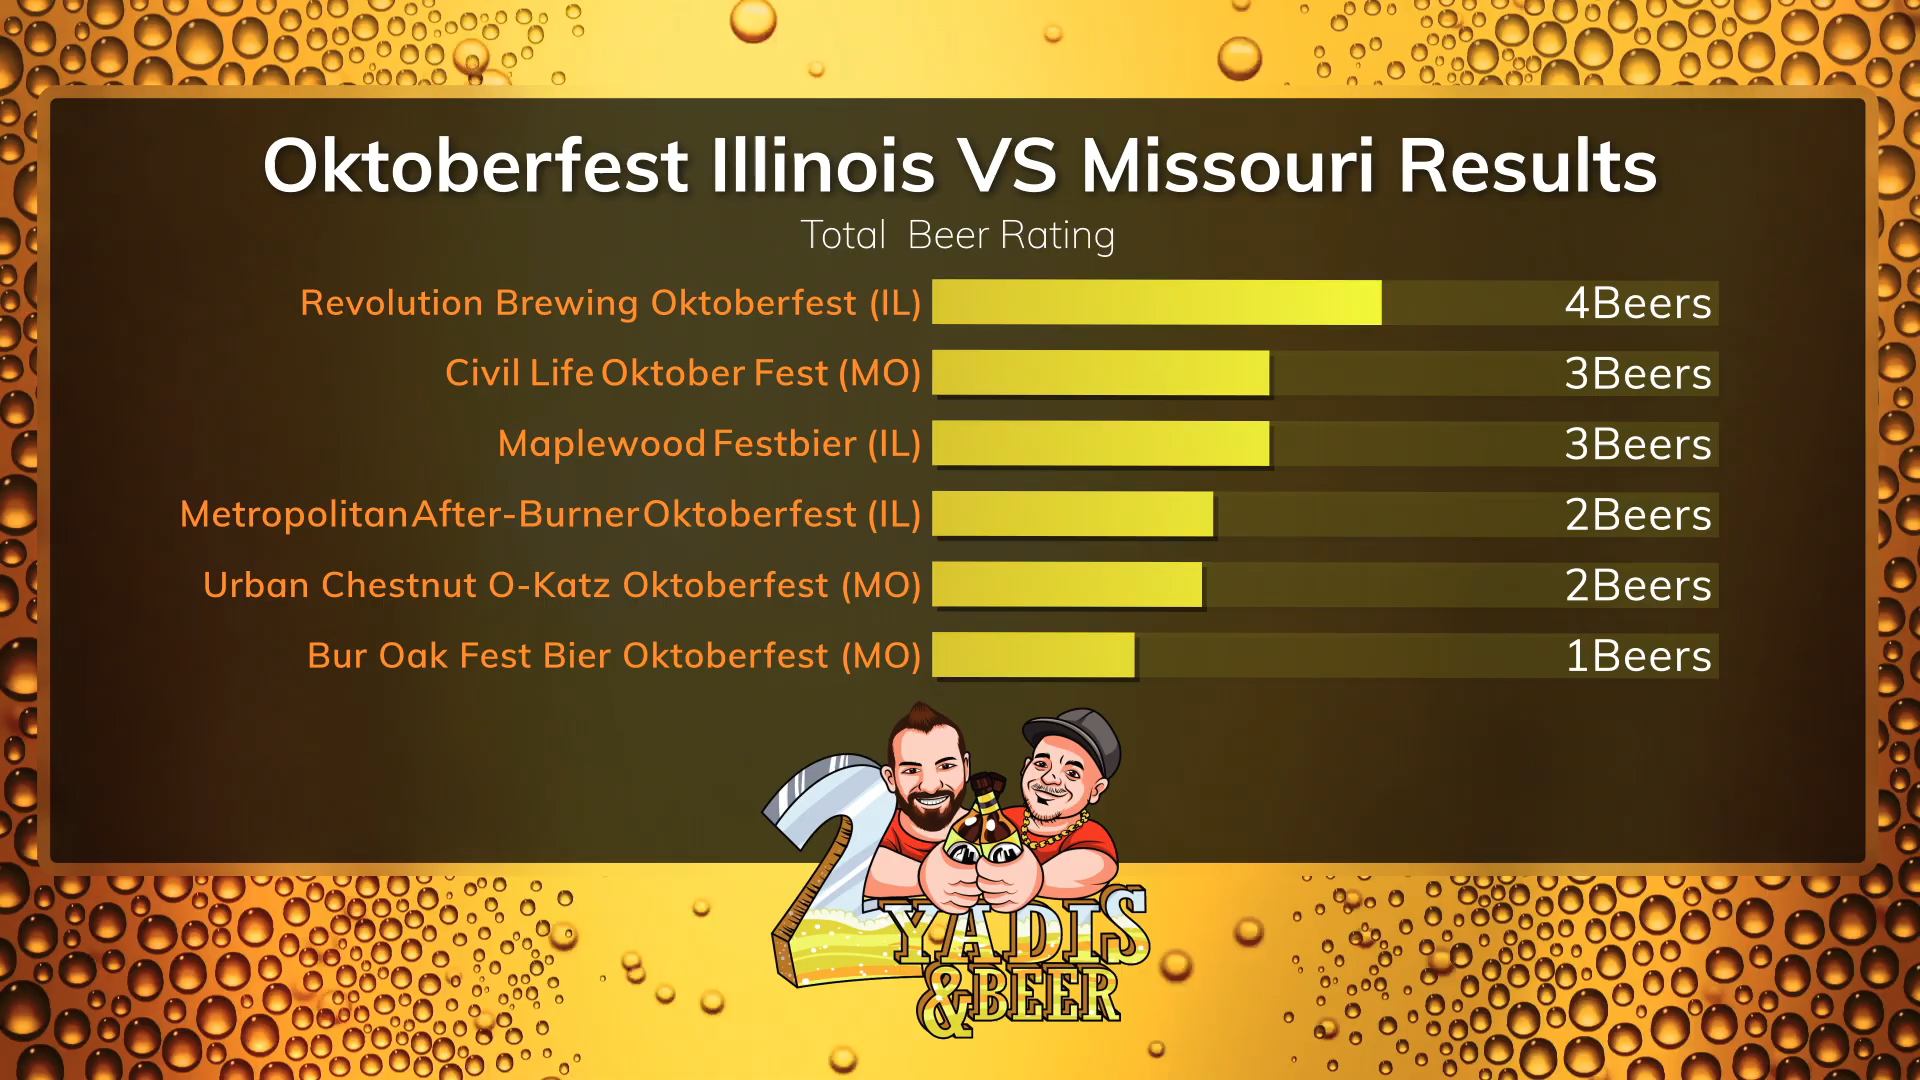 Oktoberfest Illinois VS Missouri Results
Total Beer Rating
Revolution Brewing Oktoberfest (IL) 4Beers
Civil Life Oktober Fest (MO) 3Beers
Maplewood Festbier (IL) 3Beers
Metropolitan After-Burner Oktoberfest (IL) 2Beers
Urban Chestnut O-Katz Oktoberfest (MO) 2Beers
Bur Oak Fest Bier Oktoberfest (MO) 1Beers
2 YADIS
&BEER